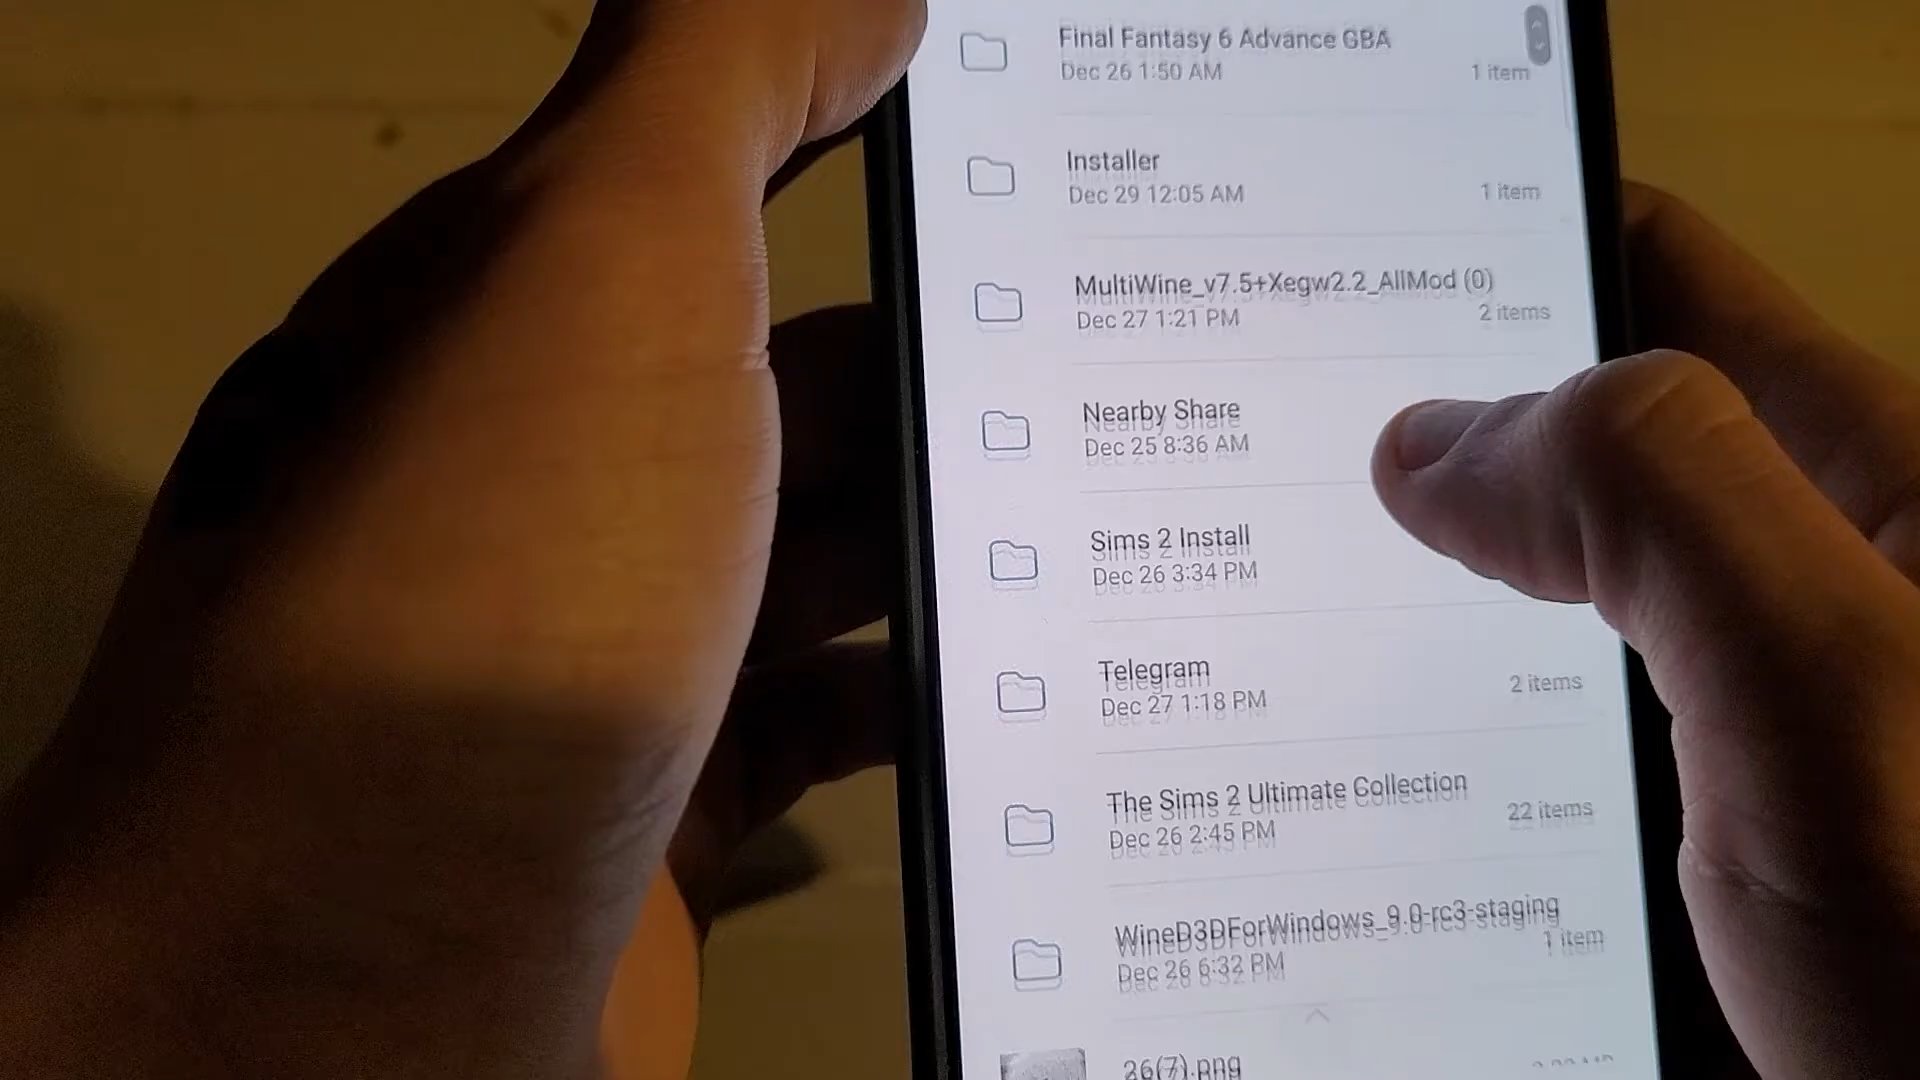 Final Fantasy 6 Advance GBA
Dec 26 1:50 AM
1 item
Installer
Dec 29 12:05 AM
1 item
MultiWine_v7.5+Xegw2.2_AllMod (0)
Dec 27 1:21 PM
2 items
Nearby Share
Dec 25 8:36 AM
Sims 2 Install
Dec 26 3:34 PM
Telegram
Dec 27 1:18 PM
2 items
The Sims 2 Ultimate Collection
Dec 26 2:45 PM
22 items
WineD3DForWindows_9.0-rc3-staging
Dec 26 6:32 PM
1 item
26(7).png